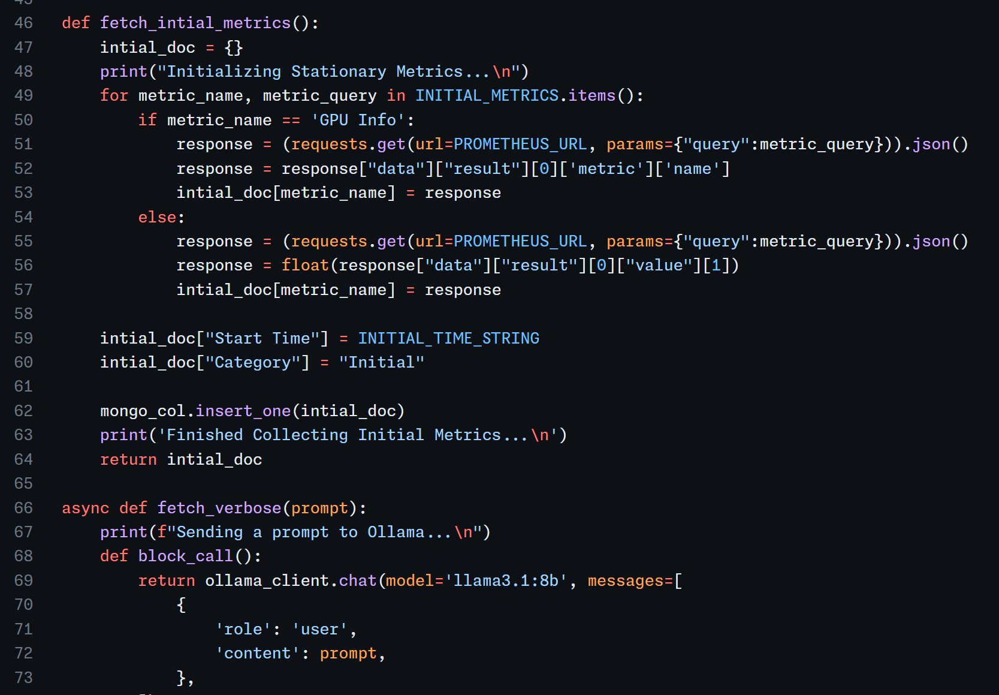 46 def fetch_intial_metrics():
47     intial_doc = {}
48     print("Initializing Stationary Metrics...\n")
49     for metric_name, metric_query in INITIAL_METRICS.items():
50         if metric_name == 'GPU Info':
51             response = (requests.get(url=PROMETHEUS_URL, params={"query":metric_query})).json()
52             response = response["data"]["result"][0]['metric']['name']
53             intial_doc[metric_name] = response
54         else:
55             response = (requests.get(url=PROMETHEUS_URL, params={"query":metric_query})).json()
56             response = float(response["data"]["result"][0]["value"][1])
57             intial_doc[metric_name] = response
58
59     intial_doc["Start Time"] = INITIAL_TIME_STRING
60     intial_doc["Category"] = "Initial"
61
62     mongo_col.insert_one(intial_doc)
63     print('Finished Collecting Initial Metrics...\n')
64     return intial_doc
65
66 async def fetch_verbose(prompt):
67     print(f"Sending a prompt to Ollama...\n")
68     def block_call():
69         return ollama_client.chat(model='llama3.1:8b', messages=[
70             {
71                 'role': 'user',
72                 'content': prompt,
73             },